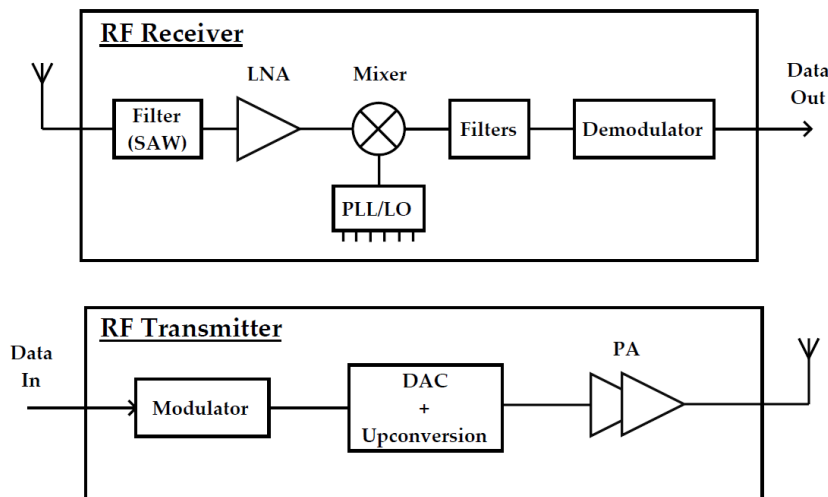 RF Receiver
LNA
Mixer
Data
Out
Filter
(SAW)
Filters
Demodulator
PLL/LO
RF Transmitter
PA
Data
In
Modulator
DAC
+
Upconversion